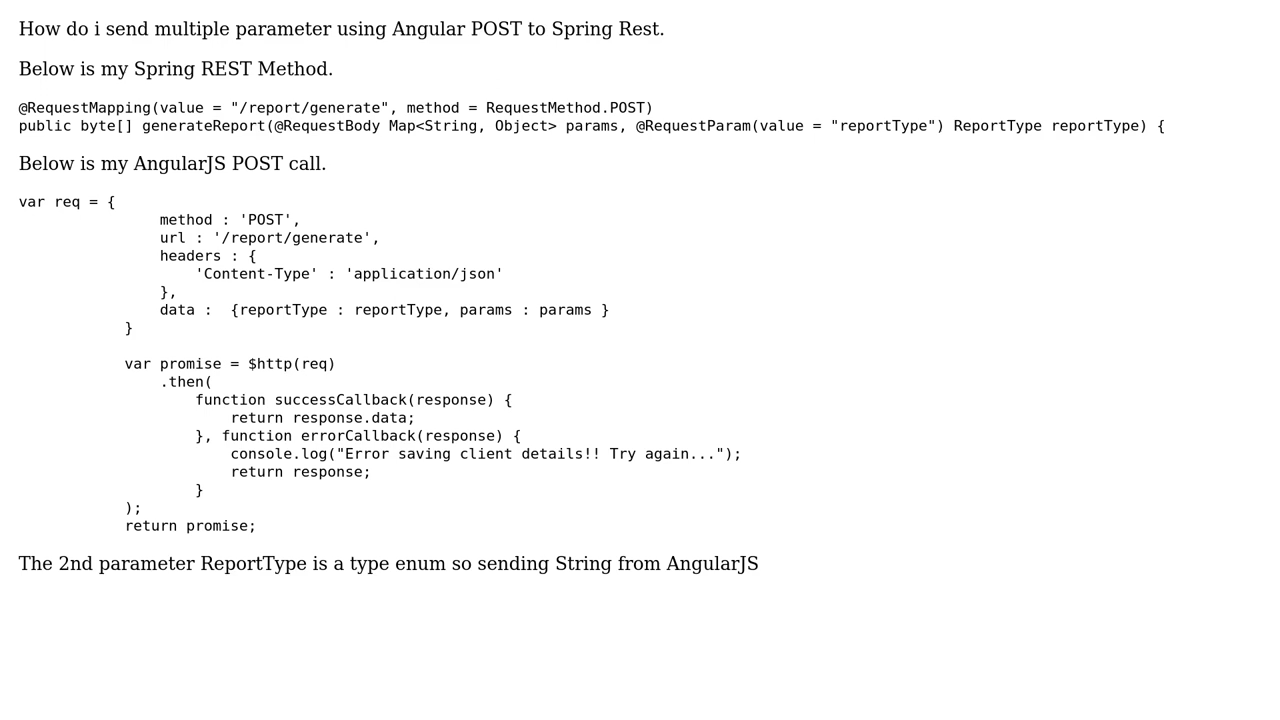 How do i send multiple parameter using Angular POST to Spring Rest.
Below is my Spring REST Method.
@RequestMapping(value = "/report/generate", method = RequestMethod.POST)
public byte[] generateReport(@RequestBody Map<String, Object> params, @RequestParam(value = "reportType") ReportType reportType) {
Below is my AngularJS POST call.
var req = {
                method : 'POST',
                url : '/report/generate',
                headers : {
                    'Content-Type' : 'application/json'
                },
                data :  {reportType : reportType, params : params }
            }

            var promise = $http(req)
                .then(
                    function successCallback(response) {
                        return response.data;
                    }, function errorCallback(response) {
                        console.log("Error saving client details!! Try again...");
                        return response;
                    }
            );
            return promise;
The 2nd parameter ReportType is a type enum so sending String from AngularJS